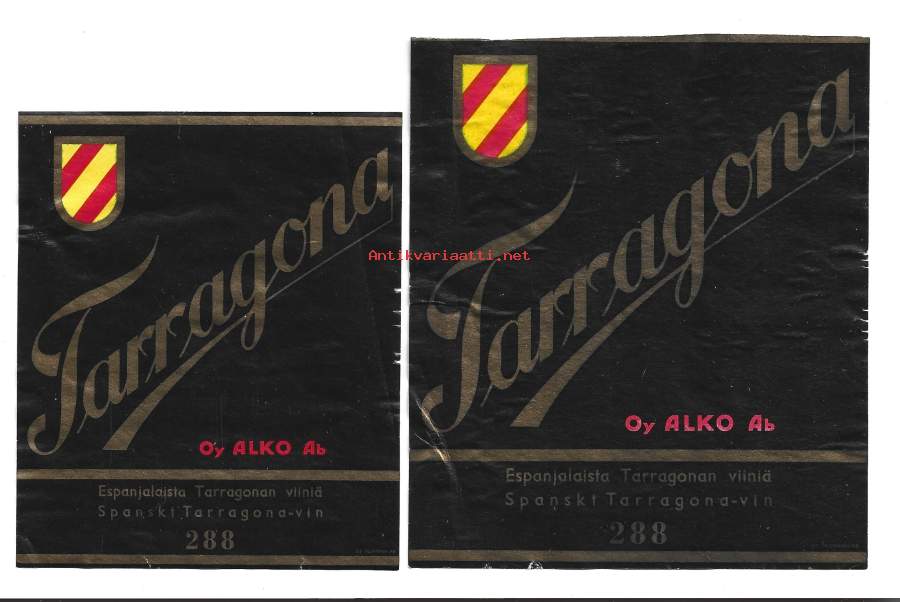 Tarragona
Oy ALKO Ab
Espanjalaista Tarragonan viiniä
Spanskt Tarragona-vin
288
Tarragona
Oy ALKO Ab
Espanjalaista Tarragonan viiniä
Spanskt Tarragona-vin
288
Antikvariaatti.net